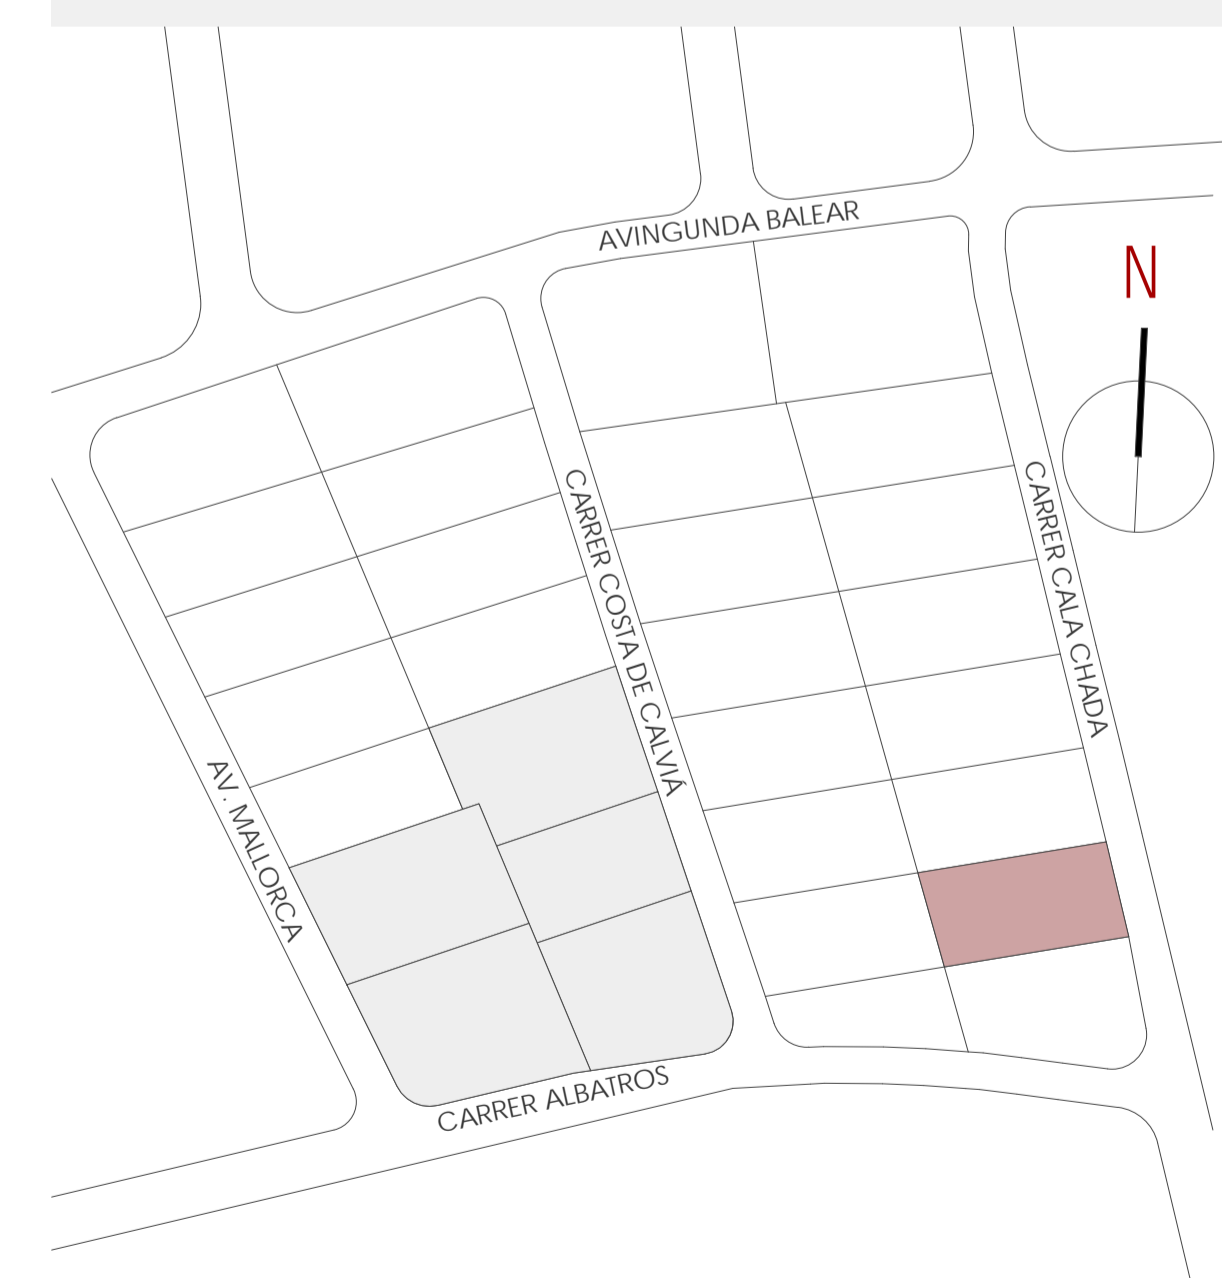 AVINGUNDA BALEAR
N
CARRER COSTA DE CALVIÁ
CARRER CALA CHADA
AV. MALLORCA
CARRER ALBATROS